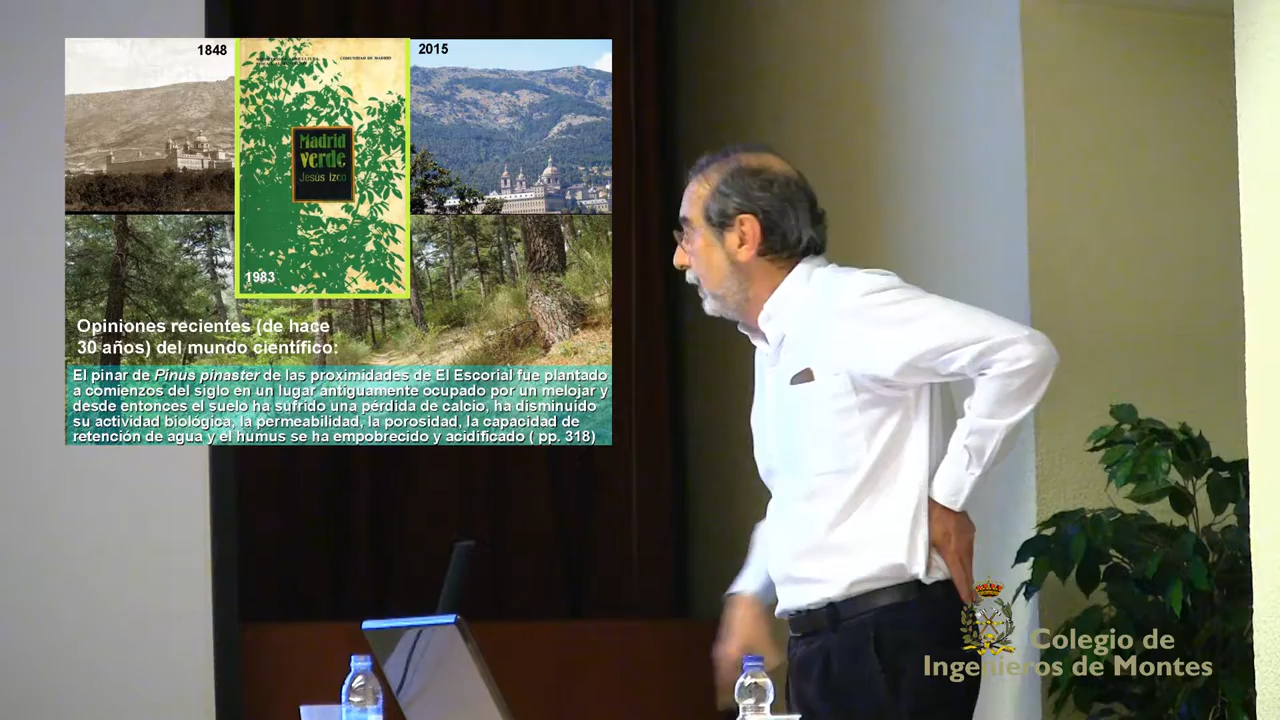 1848
2015
COMUNIDAD DE MADRID
Madrid
verde
Jesús Izco
1983
Opiniones recientes (de hace
30 años) del mundo científico:
El pinar de Pinus pinaster de las proximidades de El Escorial fue plantado
a comienzos del siglo en un lugar antiguamente ocupado por un melojar y
desde entonces el suelo ha sufrido una pérdida de calcio, ha disminuído
su actividad biológica, la permeabilidad, la porosidad, la capacidad de
retención de agua y el humus se ha empobrecido y acidificado ( pp. 318)
Colegio de
Ingenieros de Montes